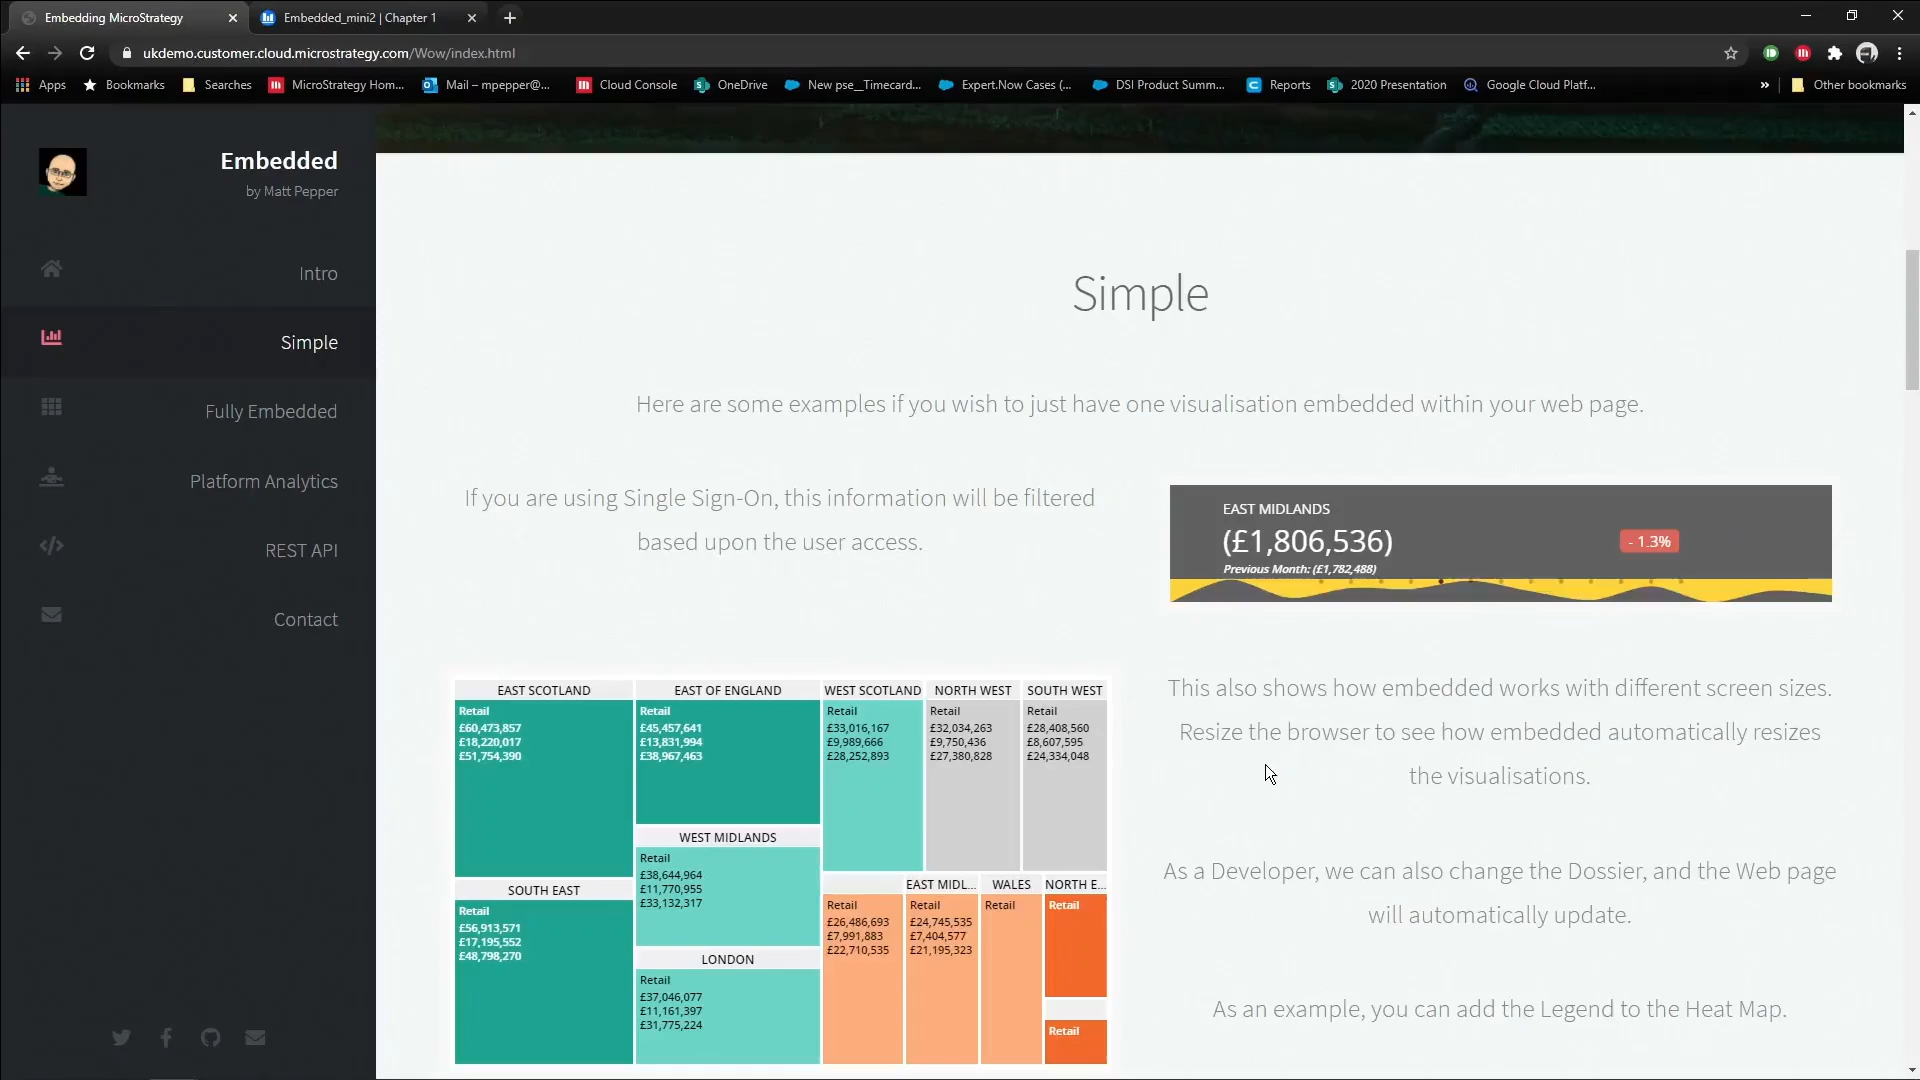 Embedding MicroStrategy
Embedded_mini2 | Chapter 1
ukdemo.customer.cloud.microstrategy.com/Wow/index.html
Apps
Bookmarks
Searches
MicroStrategy Hom...
Mail – mpepper@...
Cloud Console
OneDrive
New pse__Timecard...
Expert.Now Cases (...
DSI Product Summ...
Reports
2020 Presentation
Google Cloud Platf...
»
Other bookmarks
Embedded
by Matt Pepper
Intro
Simple
Fully Embedded
Platform Analytics
REST API
Contact
Simple
Here are some examples if you wish to just have one visualisation embedded within your web page.
If you are using Single Sign-On, this information will be filtered
based upon the user access.
EAST MIDLANDS
(£1,806,536)
- 1.3%
Previous Month: (£1,782,488)
EAST SCOTLAND
Retail
£60,473,857
£18,220,017
£51,754,390
SOUTH EAST
Retail
£56,913,571
£17,195,552
£48,798,270
EAST OF ENGLAND
Retail
£45,457,641
£13,831,994
£38,967,463
WEST MIDLANDS
Retail
£38,644,964
£11,770,955
£33,132,317
LONDON
Retail
£37,046,077
£11,161,397
£31,775,224
WEST SCOTLAND
Retail
£33,016,167
£9,989,666
£28,252,893
NORTH WEST
Retail
£32,034,263
£9,750,436
£27,380,828
SOUTH WEST
Retail
£28,408,560
£8,607,595
£24,334,048
Retail
£26,486,693
£7,991,883
£22,710,535
EAST MIDL...
Retail
£24,745,535
£7,404,577
£21,195,323
WALES
Retail
NORTH E...
Retail
Retail
This also shows how embedded works with different screen sizes.
Resize the browser to see how embedded automatically resizes
the visualisations.
As a Developer, we can also change the Dossier, and the Web page
will automatically update.
As an example, you can add the Legend to the Heat Map.